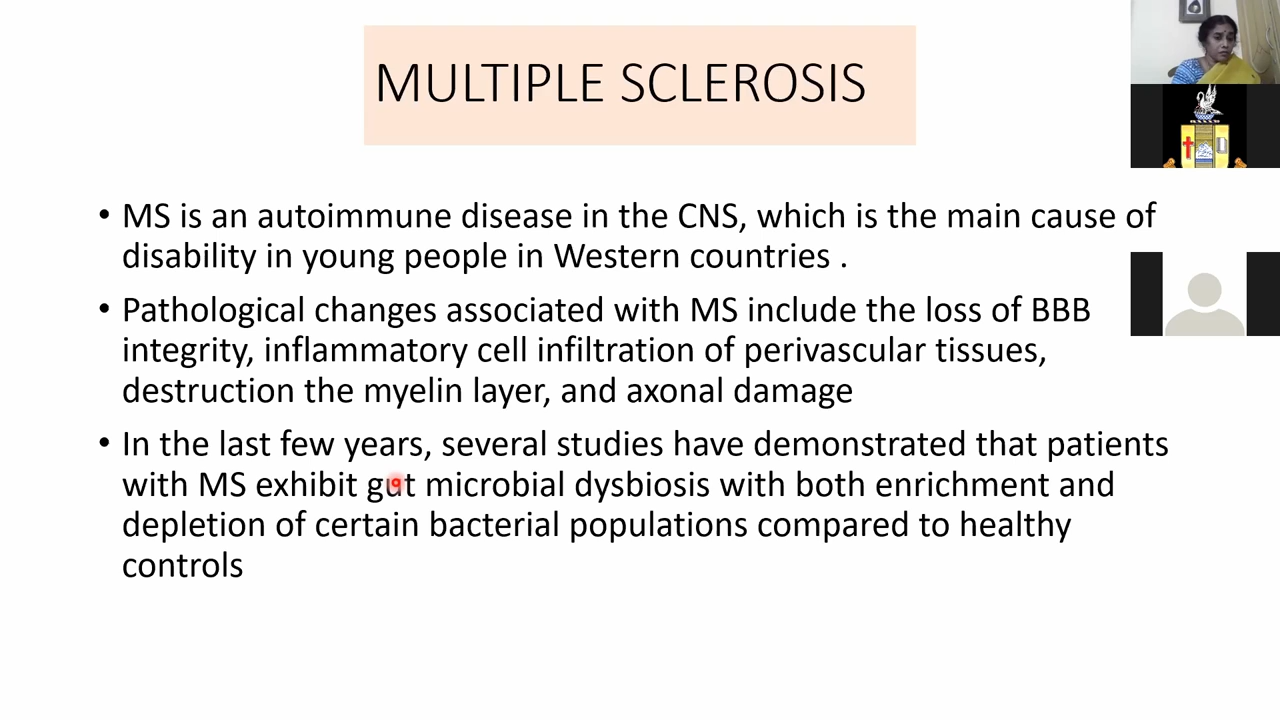 MULTIPLE SCLEROSIS
• MS is an autoimmune disease in the CNS, which is the main cause of
disability in young people in Western countries .
• Pathological changes associated with MS include the loss of BBB
integrity, inflammatory cell infiltration of perivascular tissues,
destruction the myelin layer, and axonal damage
• In the last few years, several studies have demonstrated that patients
with MS exhibit gut microbial dysbiosis with both enrichment and
depletion of certain bacterial populations compared to healthy
controls